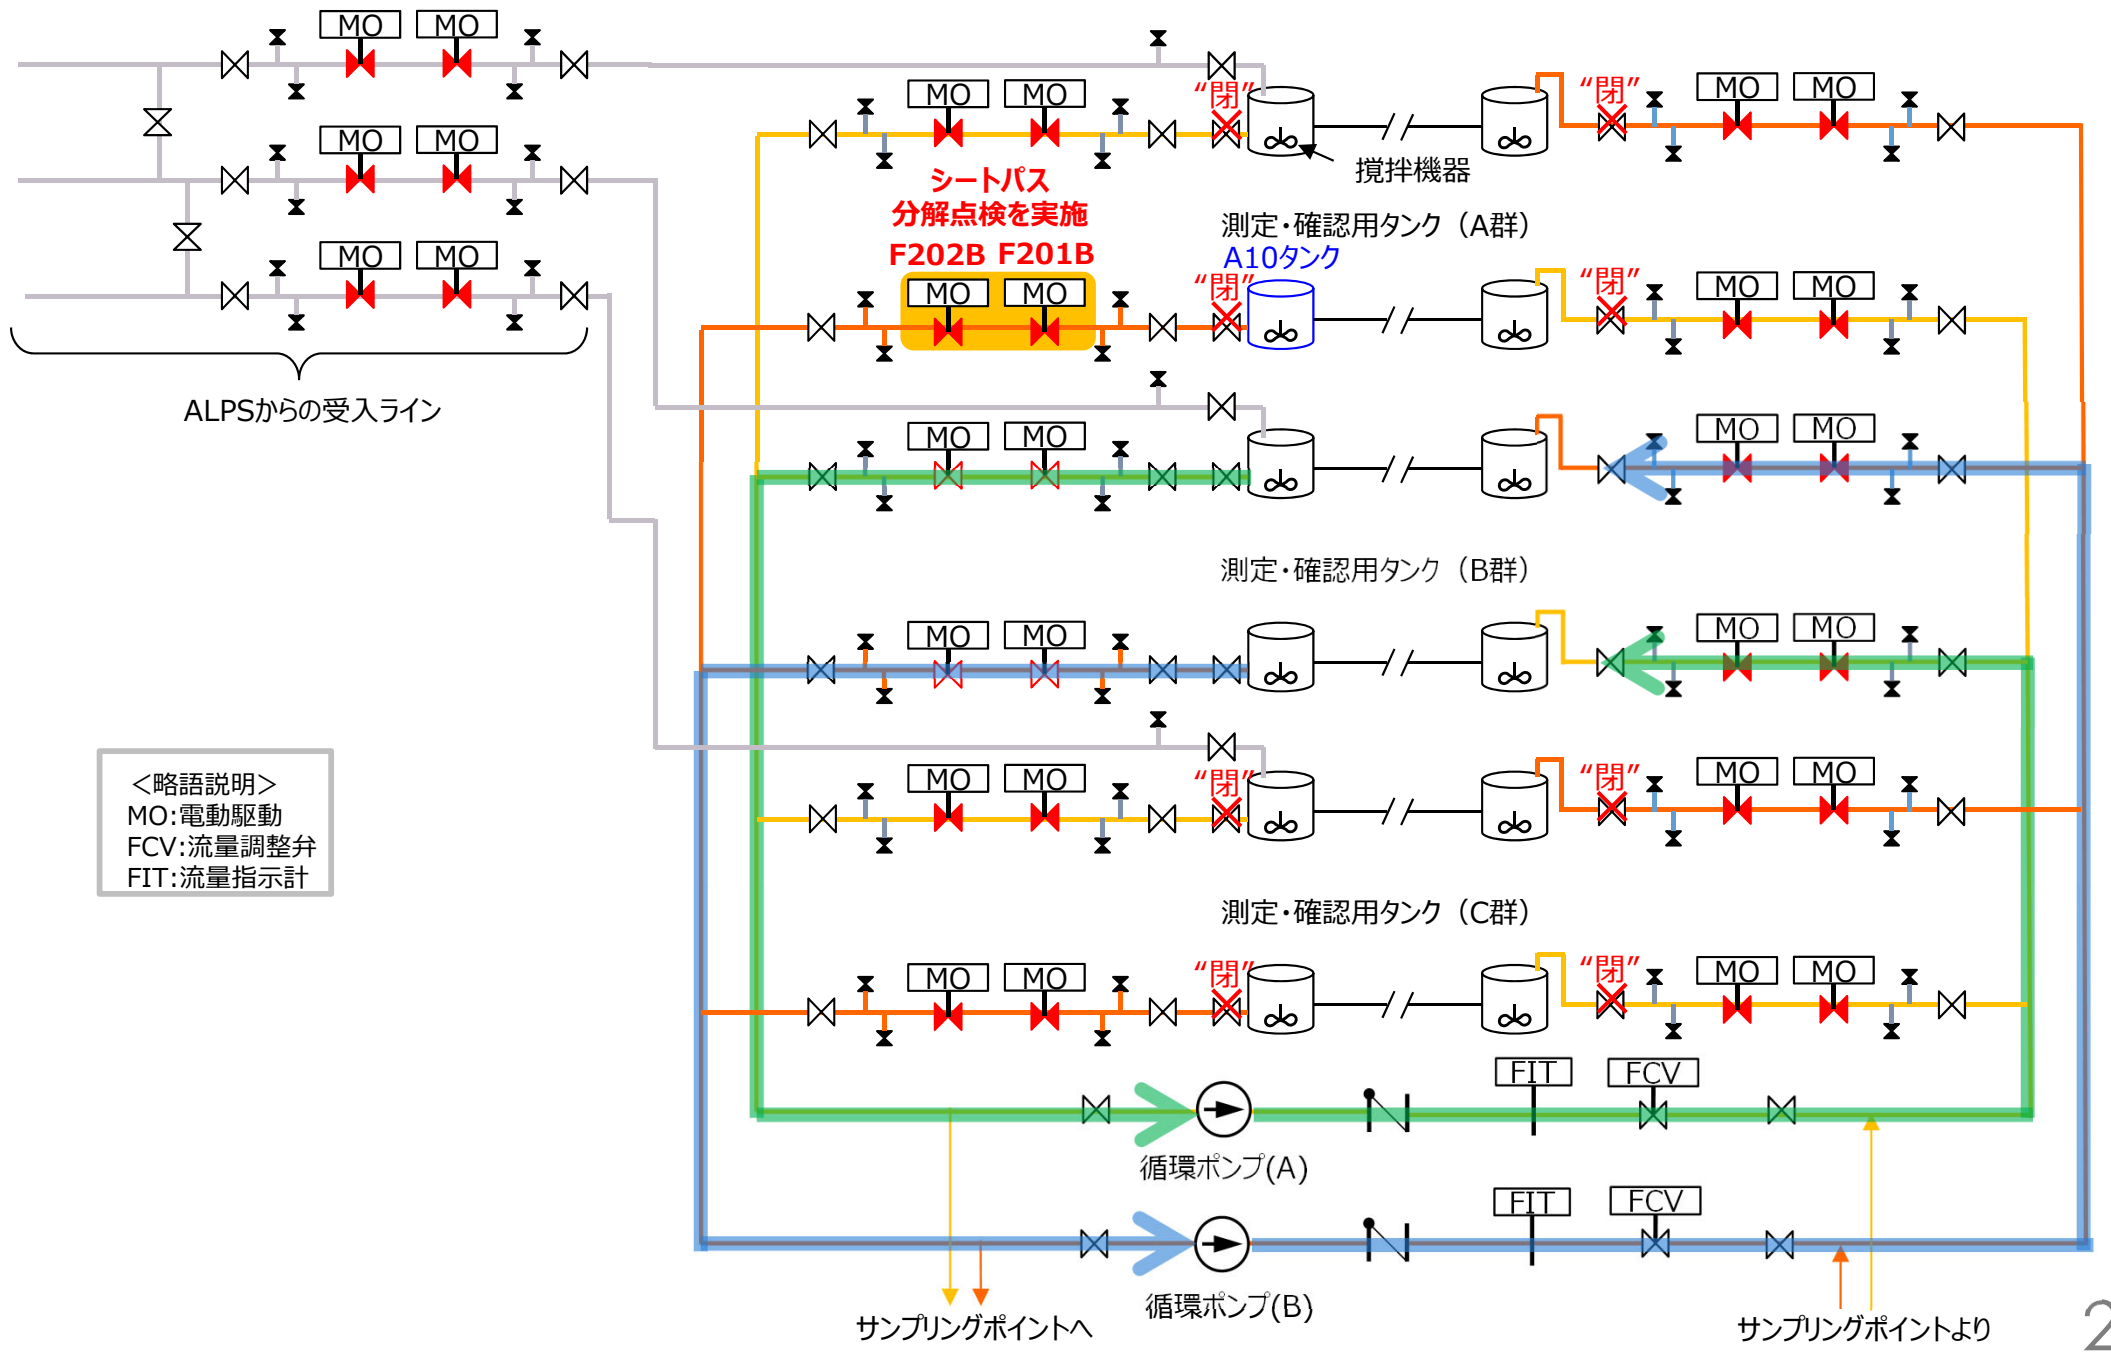 MO MO
MO MO “閉” “閉” MO MO
MO MO
攪拌機器
シートパス
分解点検を実施
測定・確認用タンク（A群）
F202B F201B
A10タンク
MO MO
MO MO “閉” “閉” MO MO
ALPSからの受入ライン
MO MO MO MO
測定・確認用タンク（B群）
MO MO MO MO
<略語説明>
MO:電動駆動
FCV:流量調整弁
FIT:流量指示計
MO MO “閉” “閉” MO MO
測定・確認用タンク（C群）
MO MO “閉” “閉” MO MO
FIT FCV
循環ポンプ(A)
FIT FCV
循環ポンプ(B)
サンプリングポイントへ
サンプリングポイントより
2